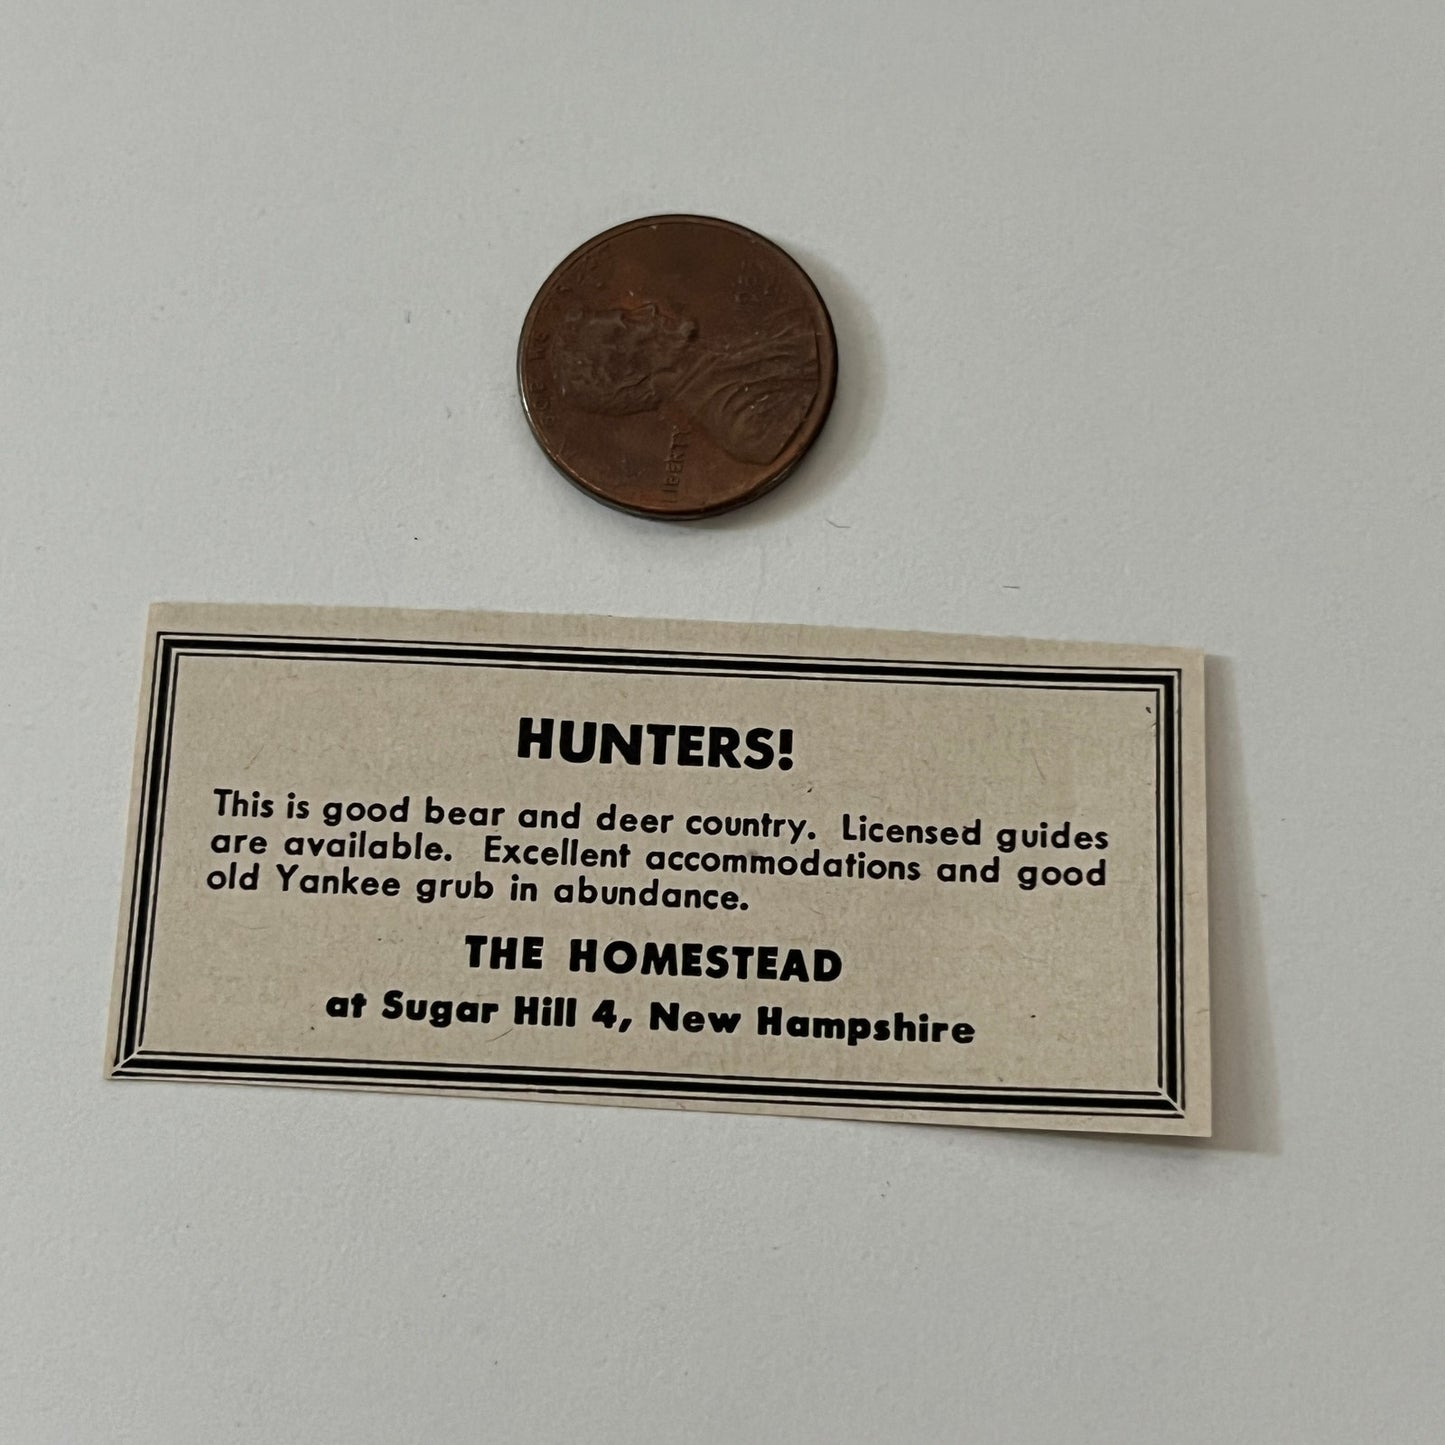 LIBERTY
HUNTERS!
This is good bear and deer country. Licensed guides
are available. Excellent accommodations and good
old Yankee grub in abundance.
THE HOMESTEAD
at Sugar Hill 4, New Hampshire